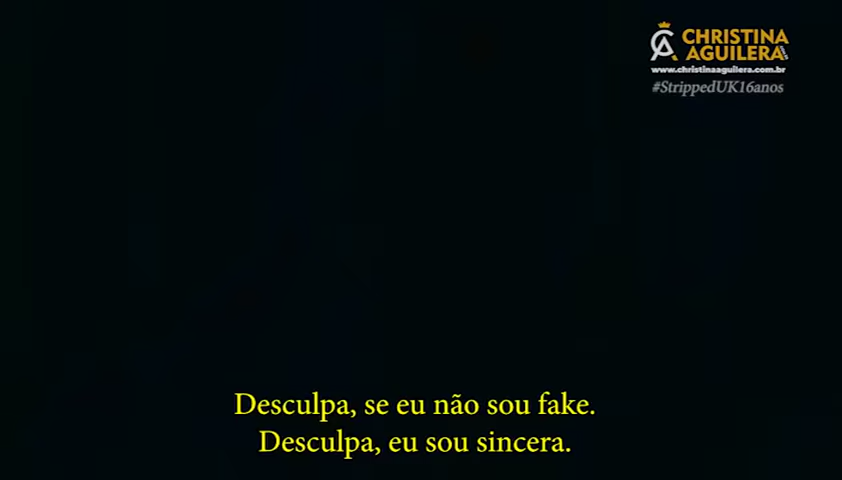 CHRISTINA
AGUILERA
www.christinaaguilera.com.br
#StrippedUK16anos
Desculpa, se eu não sou fake.
Desculpa, eu sou sincera.